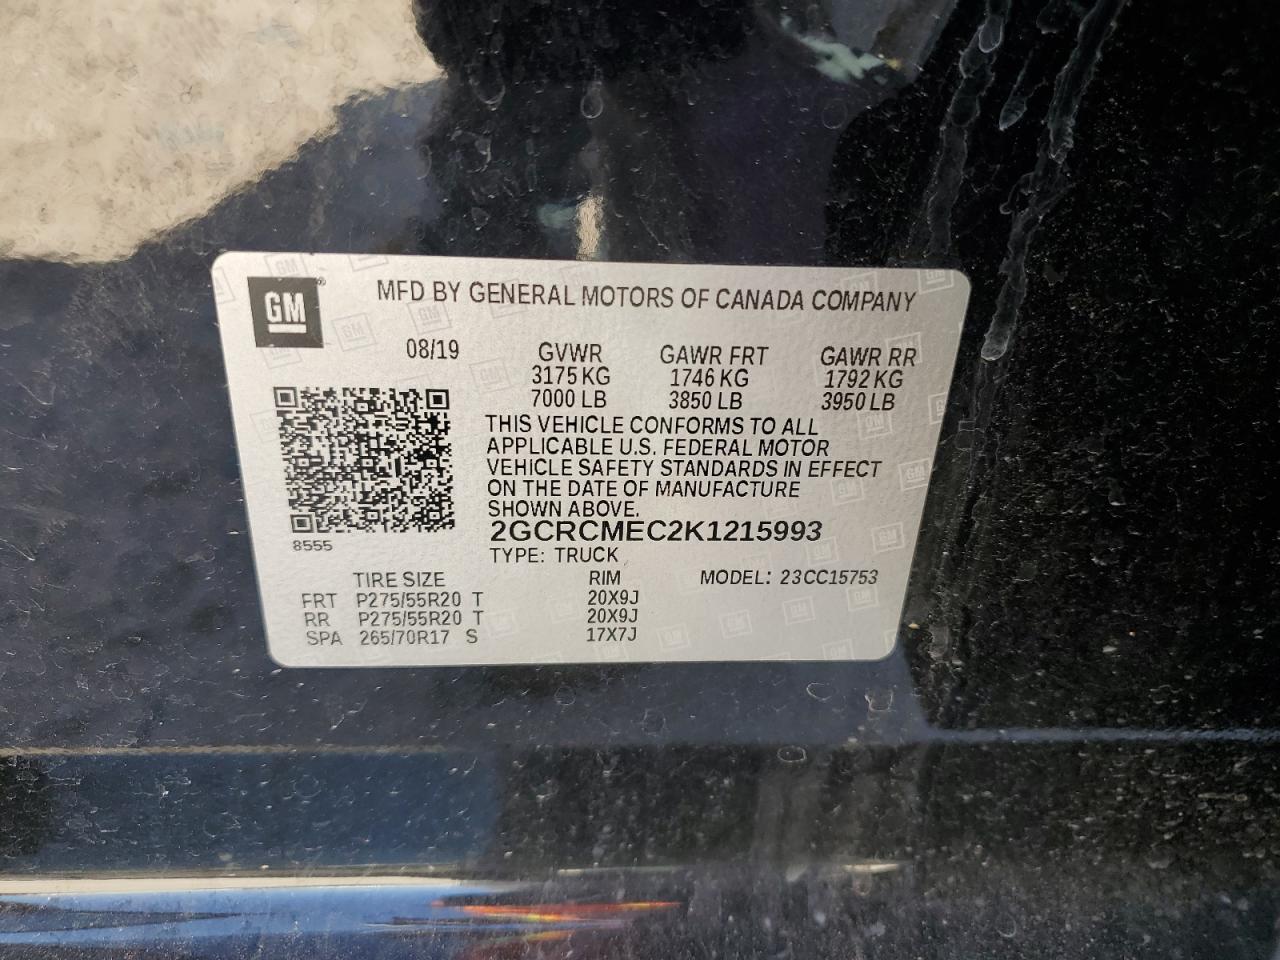 GM
MFD BY GENERAL MOTORS OF CANADA COMPANY
08/19 GVWR GAWR FRT GAWR RR
3175 KG 1746 KG 1792 KG
7000 LB 3850 LB 3950 LB
THIS VEHICLE CONFORMS TO ALL
APPLICABLE U.S. FEDERAL MOTOR
VEHICLE SAFETY STANDARDS IN EFFECT
ON THE DATE OF MANUFACTURE
SHOWN ABOVE.
2GCRCMEC2K1215993
8555
TYPE: TRUCK
TIRE SIZE RIM MODEL: 23CC15753
FRT P275/55R20 T 20X9J
RR P275/55R20 T 20X9J
SPA 265/70R17 S 17X7J